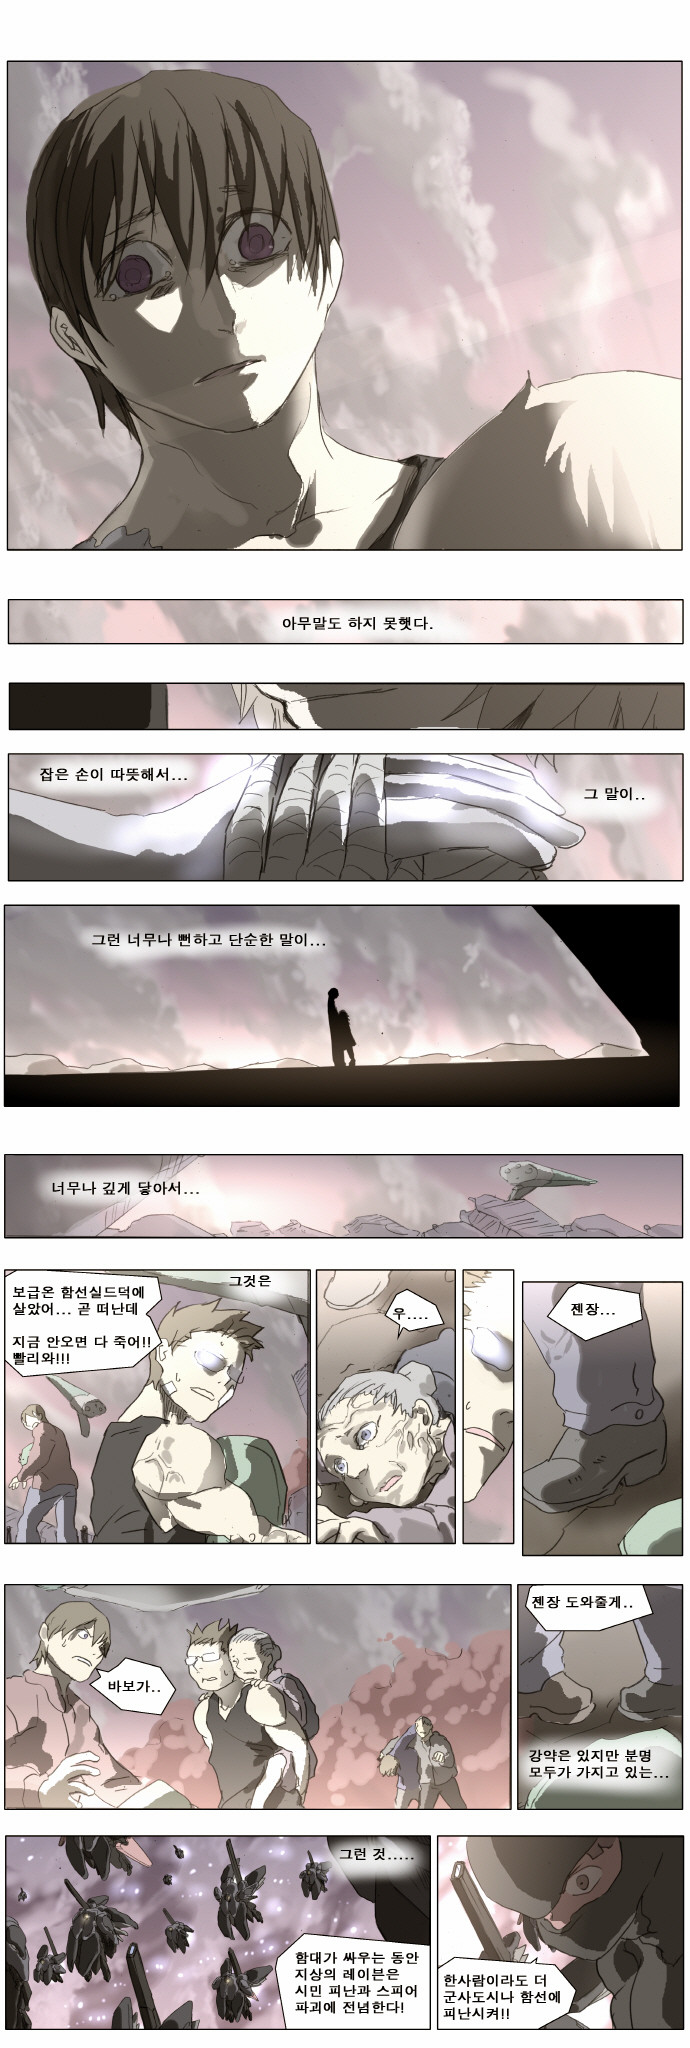 아무말도 하지 못햇다.
잡은 손이 따뜻해서...
그 말이..
그런 너무나 뻔하고 단순한 말이...
너무나 깊게 닿아서...
보급온 함선실드덕에
살았어... 곧 떠난데
지금 안오면 다 죽어!!
빨리와!!!
그것은
우....
젠장...
바보가..
젠장 도와줄게..
강약은 있지만 분명
모두가 가지고 있는...
그런 것.....
함대가 싸우는 동안
지상의 레이븐은
시민 피난과 스피어
파괴에 전념한다!
한사람이라도 더
군사도시나 함선에
피난시켜!!